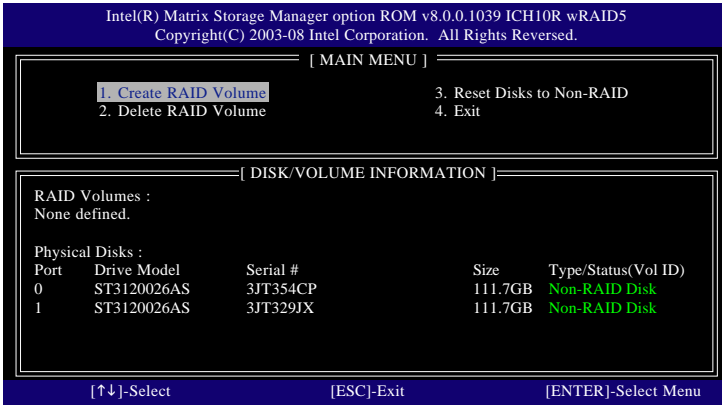 Intel(R) Matrix Storage Manager option ROM v8.0.0.1039 ICH10R wRAID5
Copyright(C) 2003-08 Intel Corporation. All Rights Reversed.
[ MAIN MENU ]
1. Create RAID Volume 3. Reset Disks to Non-RAID
2. Delete RAID Volume 4. Exit
[ DISK/VOLUME INFORMATION ]
RAID Volumes :
None defined.
Physical Disks :
Port Drive Model Serial # Size Type/Status(Vol ID)
0 ST3120026AS 3JT354CP 111.7GB Non-RAID Disk
1 ST3120026AS 3JT329JX 111.7GB Non-RAID Disk
[↑↓]-Select [ESC]-Exit [ENTER]-Select Menu